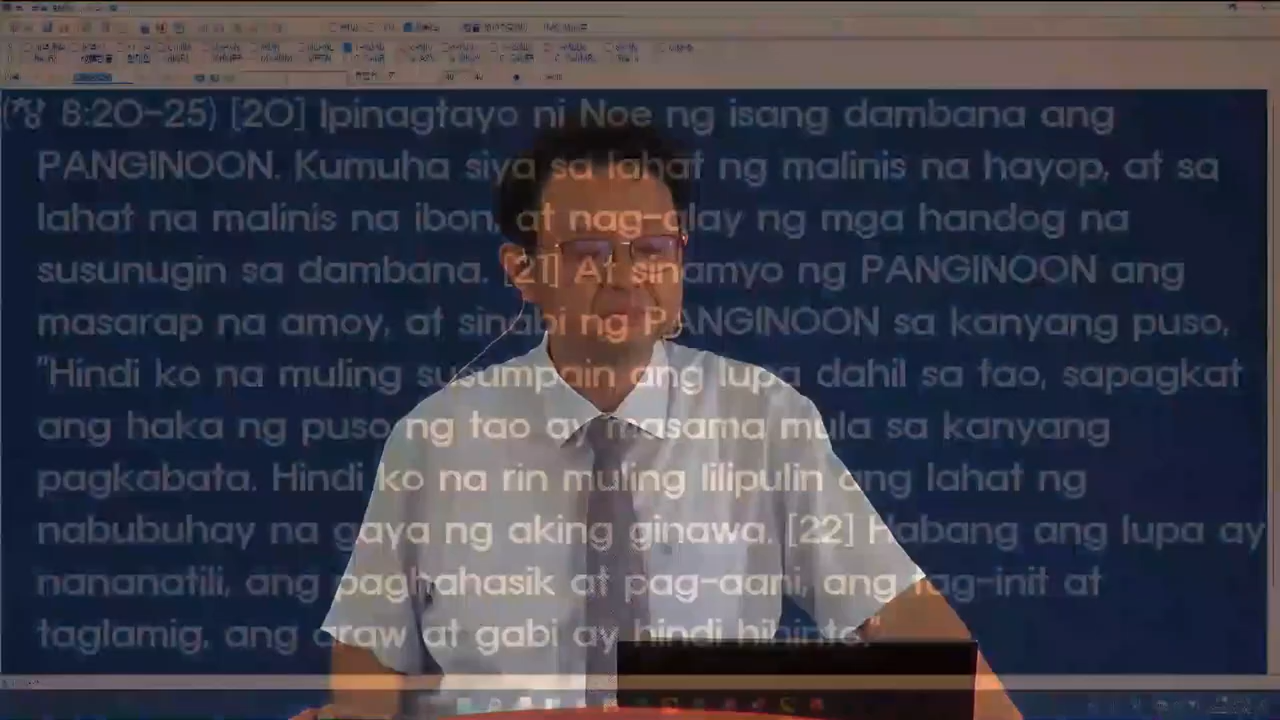 (창 8:20-25) [20] Ipinagtayo ni Noe ng isang dambana ang
PANGINOON. Kumuha siya sa lahat ng malinis na hayop, at sa
lahat na malinis na ibon, at nag-alay ng mga handog na
susunugin sa dambana. [21] At sinamyo ng PANGINOON ang
masarap na amoy, at sinabi ng PANGINOON sa kanyang puso,
"Hindi ko na muling susumpain ang lupa dahil sa tao, sapagkat
ang haka ng puso ng tao ay masama mula sa kanyang
pagkabata. Hindi ko na rin muling lilipulin ang lahat ng
nabubuhay na gaya ng aking ginawa. [22] Habang ang lupa ay
nananatili, ang paghahasik at pag-aani, ang tag-init at
taglamig, ang araw at gabi ay hindi hihinto."